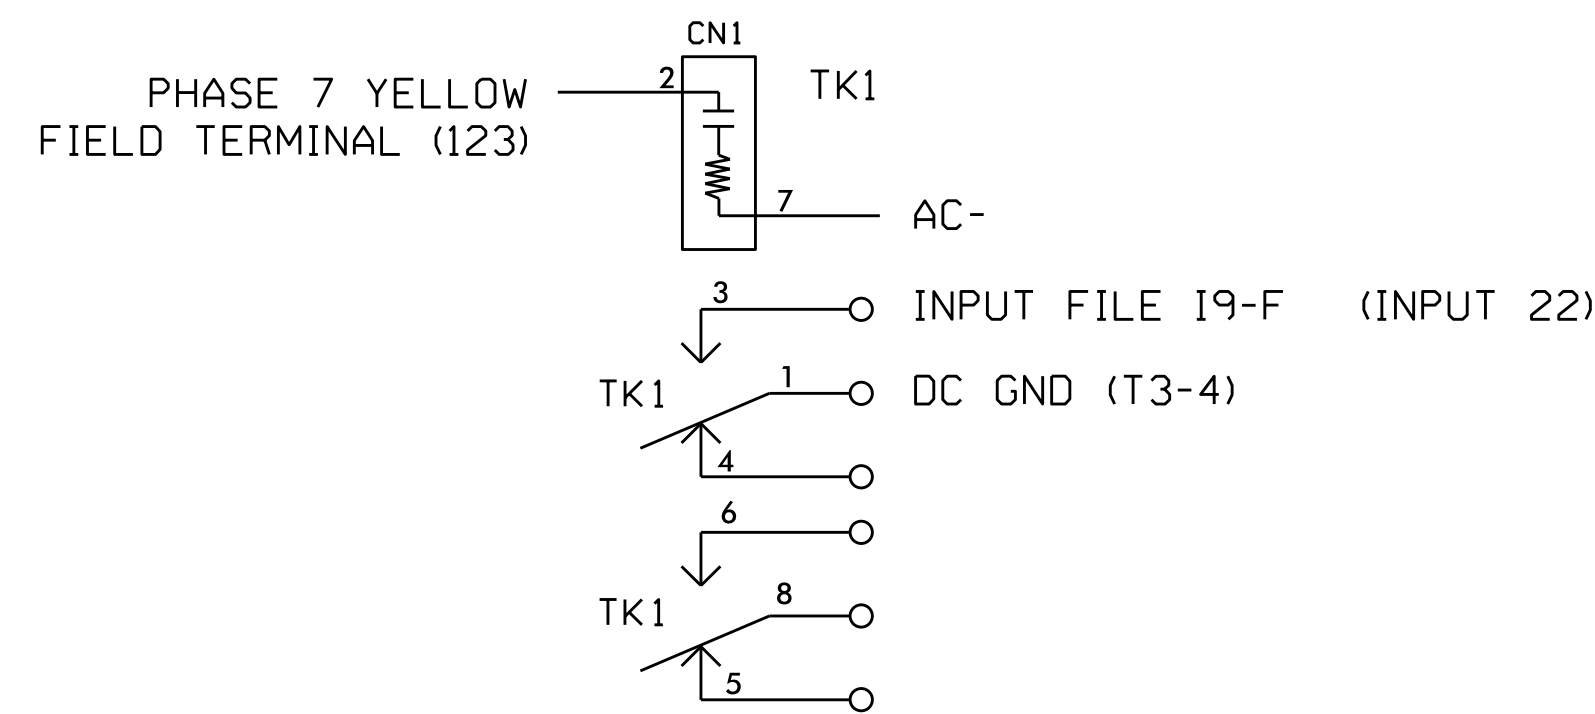 CN1
PHASE 7 YELLOW
2
TK1
FIELD TERMINAL (123)
7
AC-
3
INPUT FILE I9-F (INPUT 22)
1
TK1
DC GND (T3-4)
4
6
8
TK1
5